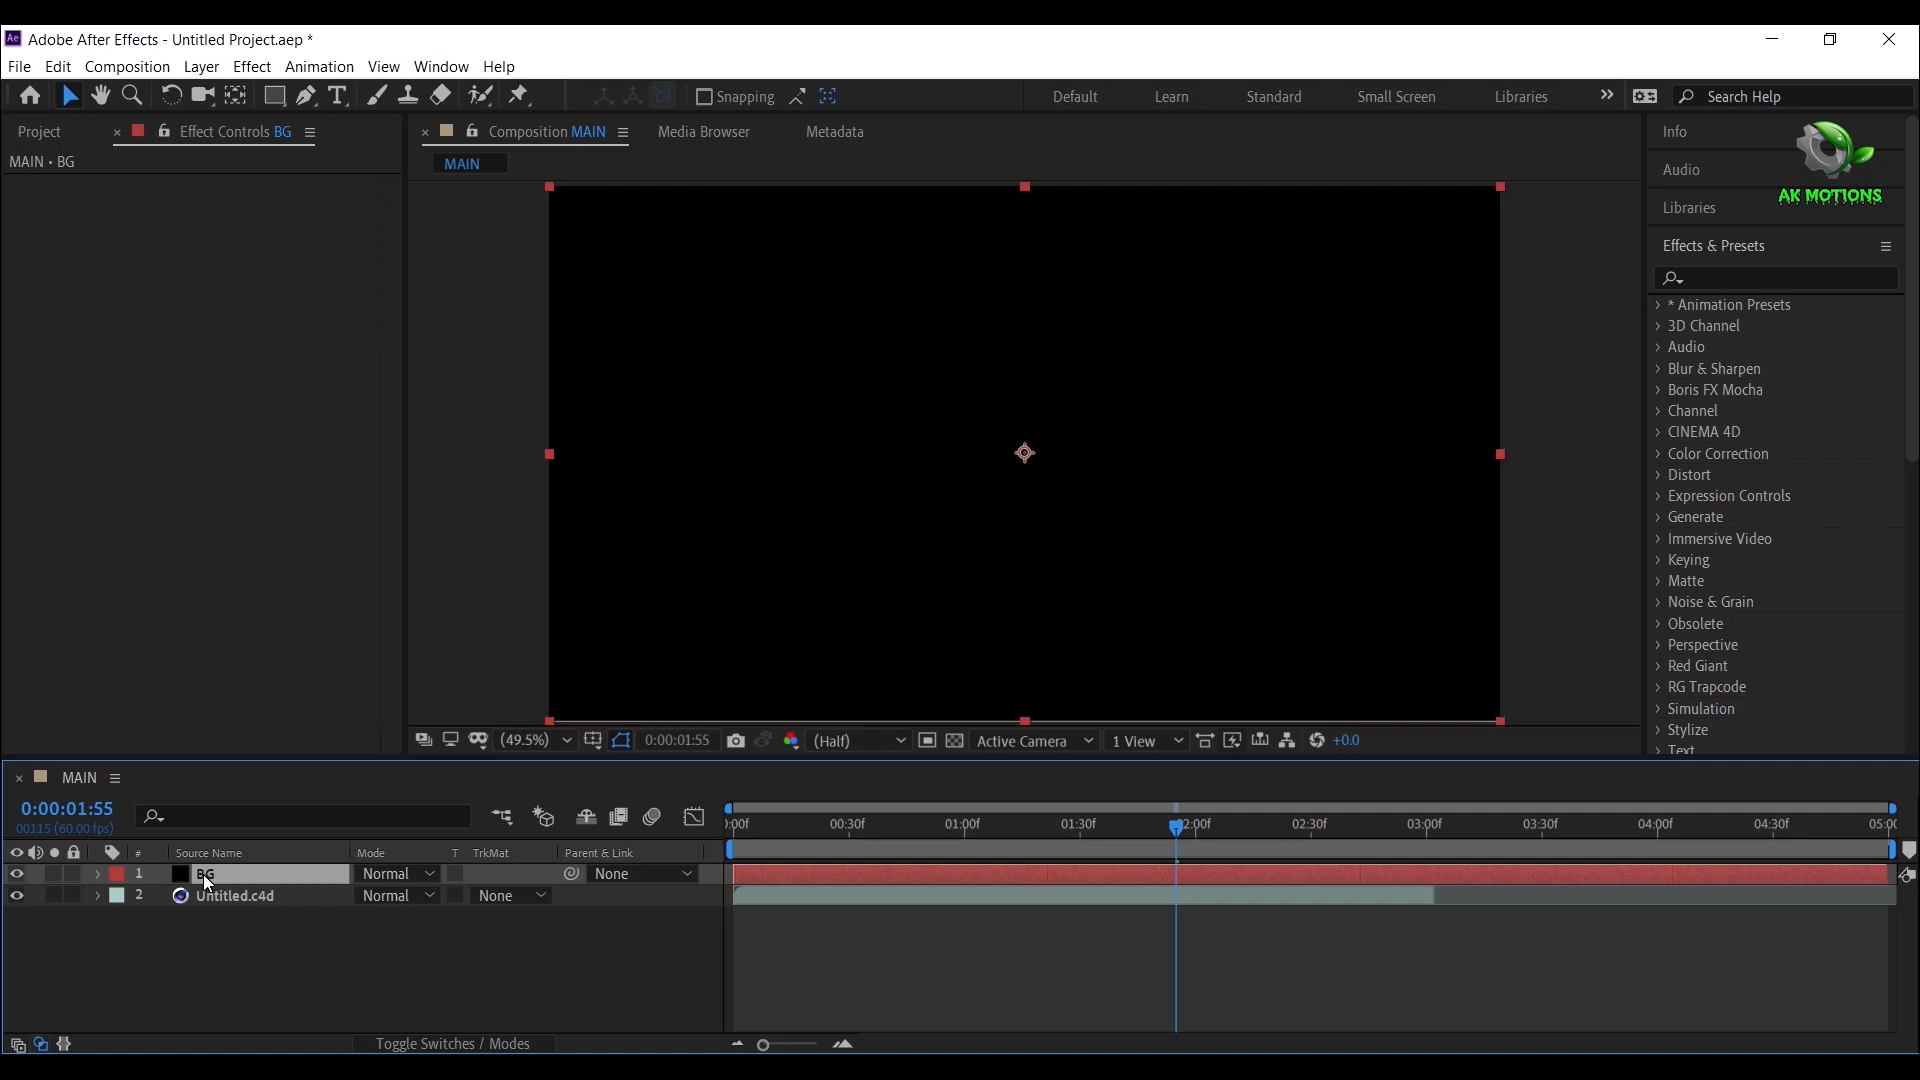 Adobe After Effects - Untitled Project.aep *
File Edit Composition Layer Effect Animation View Window Help
Snapping Default Learn Standard Small Screen Libraries Search Help
Project Effect Controls BG
MAIN • BG
Composition MAIN Media Browser Metadata
MAIN
Info
Audio
Libraries
AK MOTIONS
Effects & Presets
* Animation Presets
3D Channel
Audio
Blur & Sharpen
Boris FX Mocha
Channel
CINEMA 4D
Color Correction
Distort
Expression Controls
Generate
Immersive Video
Keying
Matte
Noise & Grain
Obsolete
Perspective
Red Giant
RG Trapcode
Simulation
Stylize
Text
(49.5%) 0:00:01:55 (Half) Active Camera 1 View +0.0
MAIN
0:00:01:55
00115 (60.00 fps)
:00f 00:30f 01:00f 01:30f 02:00f 02:30f 03:00f 03:30f 04:00f 04:30f 05:00
# Source Name Mode T TrkMat Parent & Link
1 BG Normal None
2 Untitled.c4d Normal None
Toggle Switches / Modes